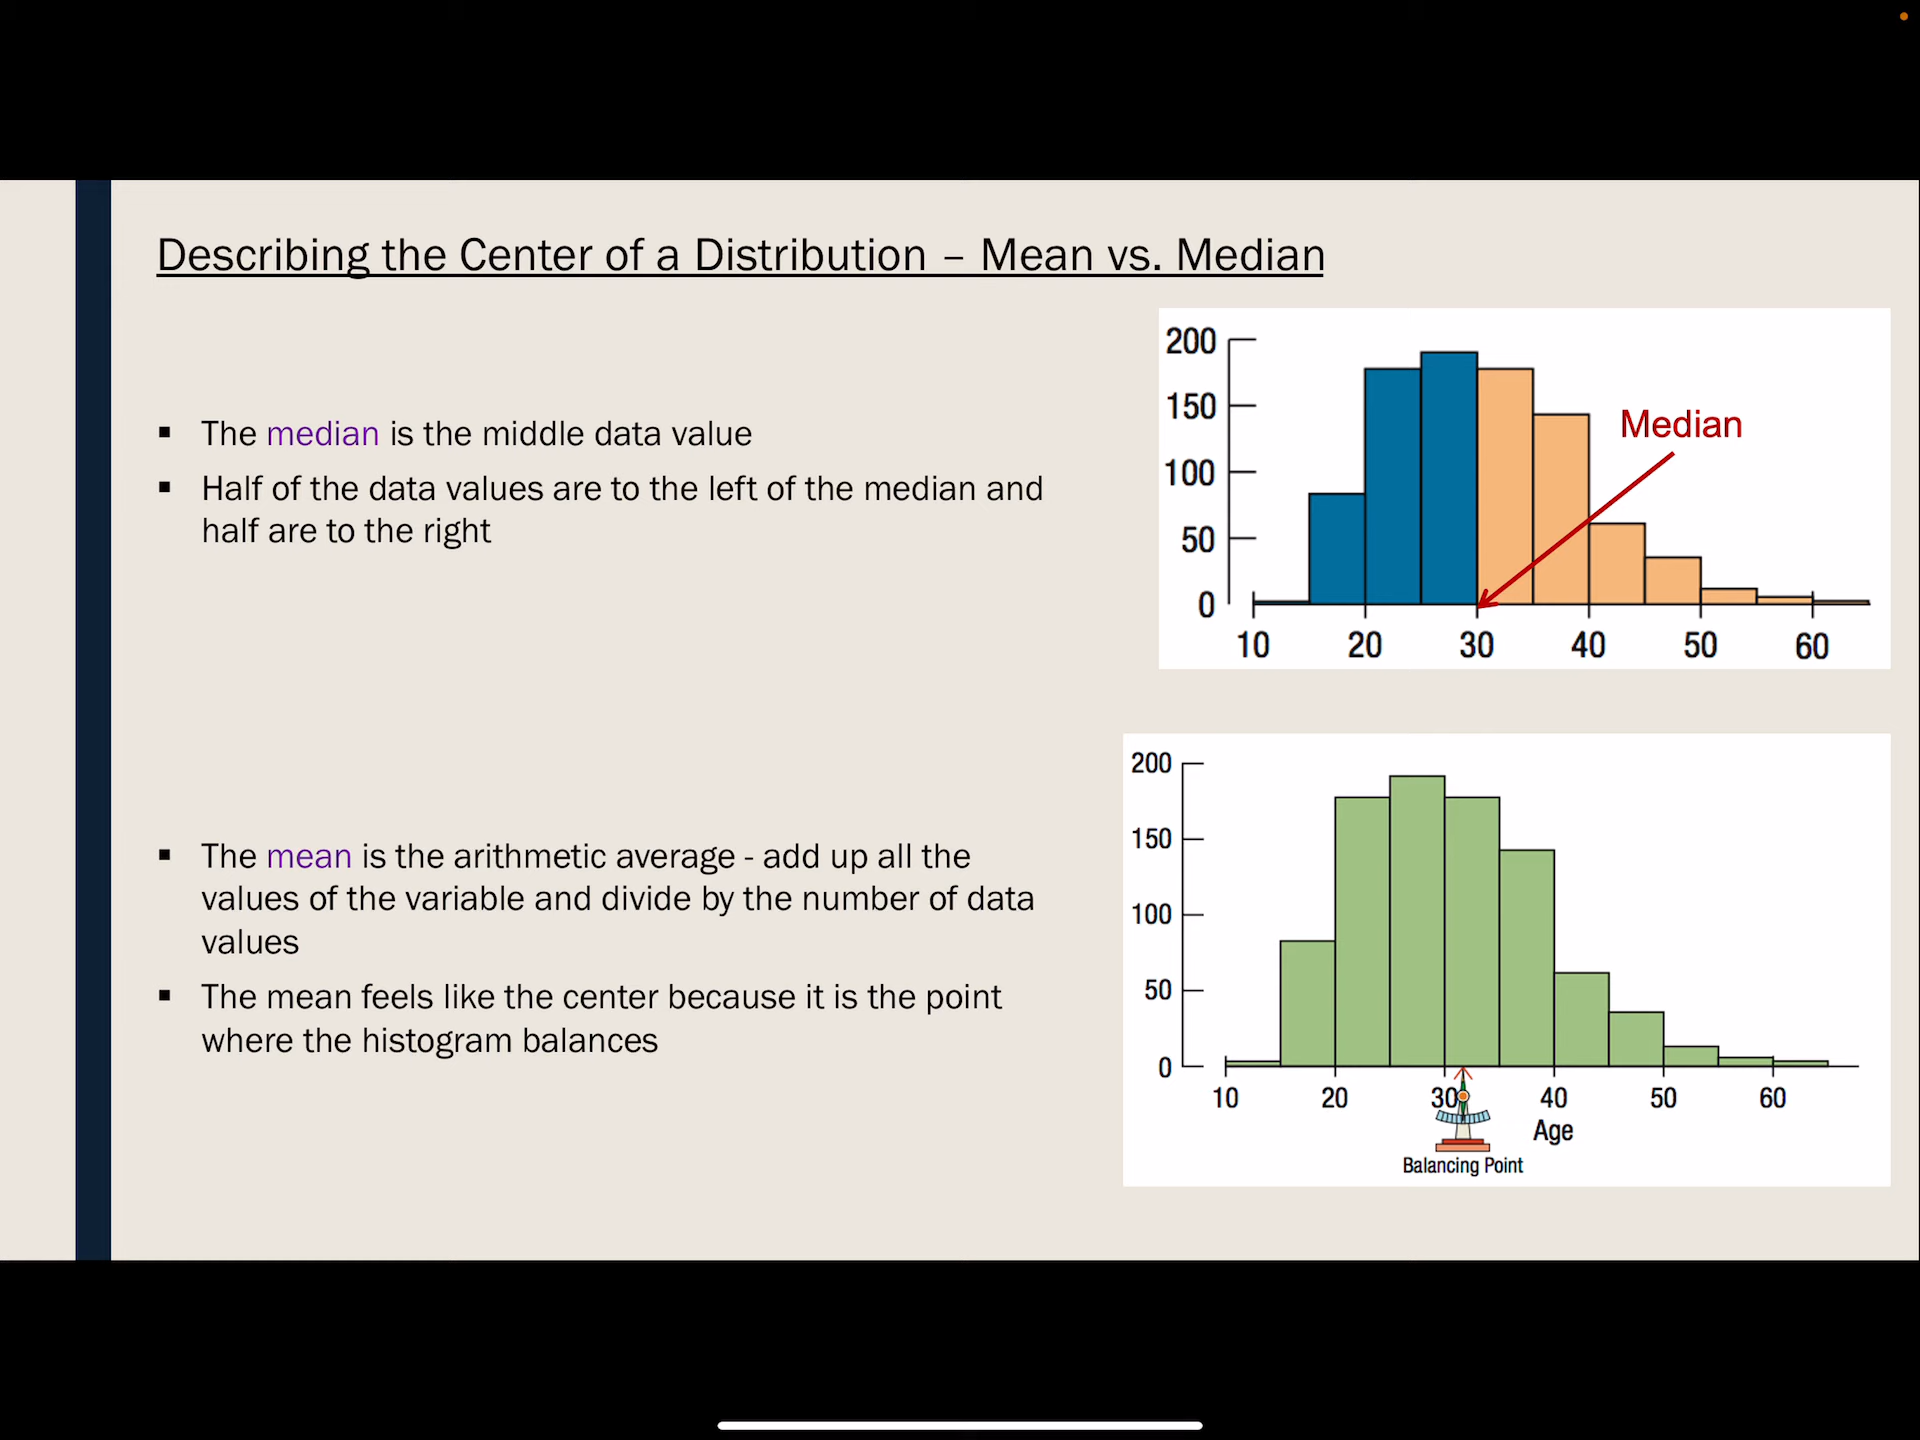 Describing the Center of a Distribution – Mean vs. Median
▪ The median is the middle data value
▪ Half of the data values are to the left of the median and
half are to the right
200
150
100
50
0
10 20 30 40 50 60
Median
▪ The mean is the arithmetic average - add up all the
values of the variable and divide by the number of data
values
▪ The mean feels like the center because it is the point
where the histogram balances
200
150
100
50
0
10 20 30 40 50 60
Age
Balancing Point